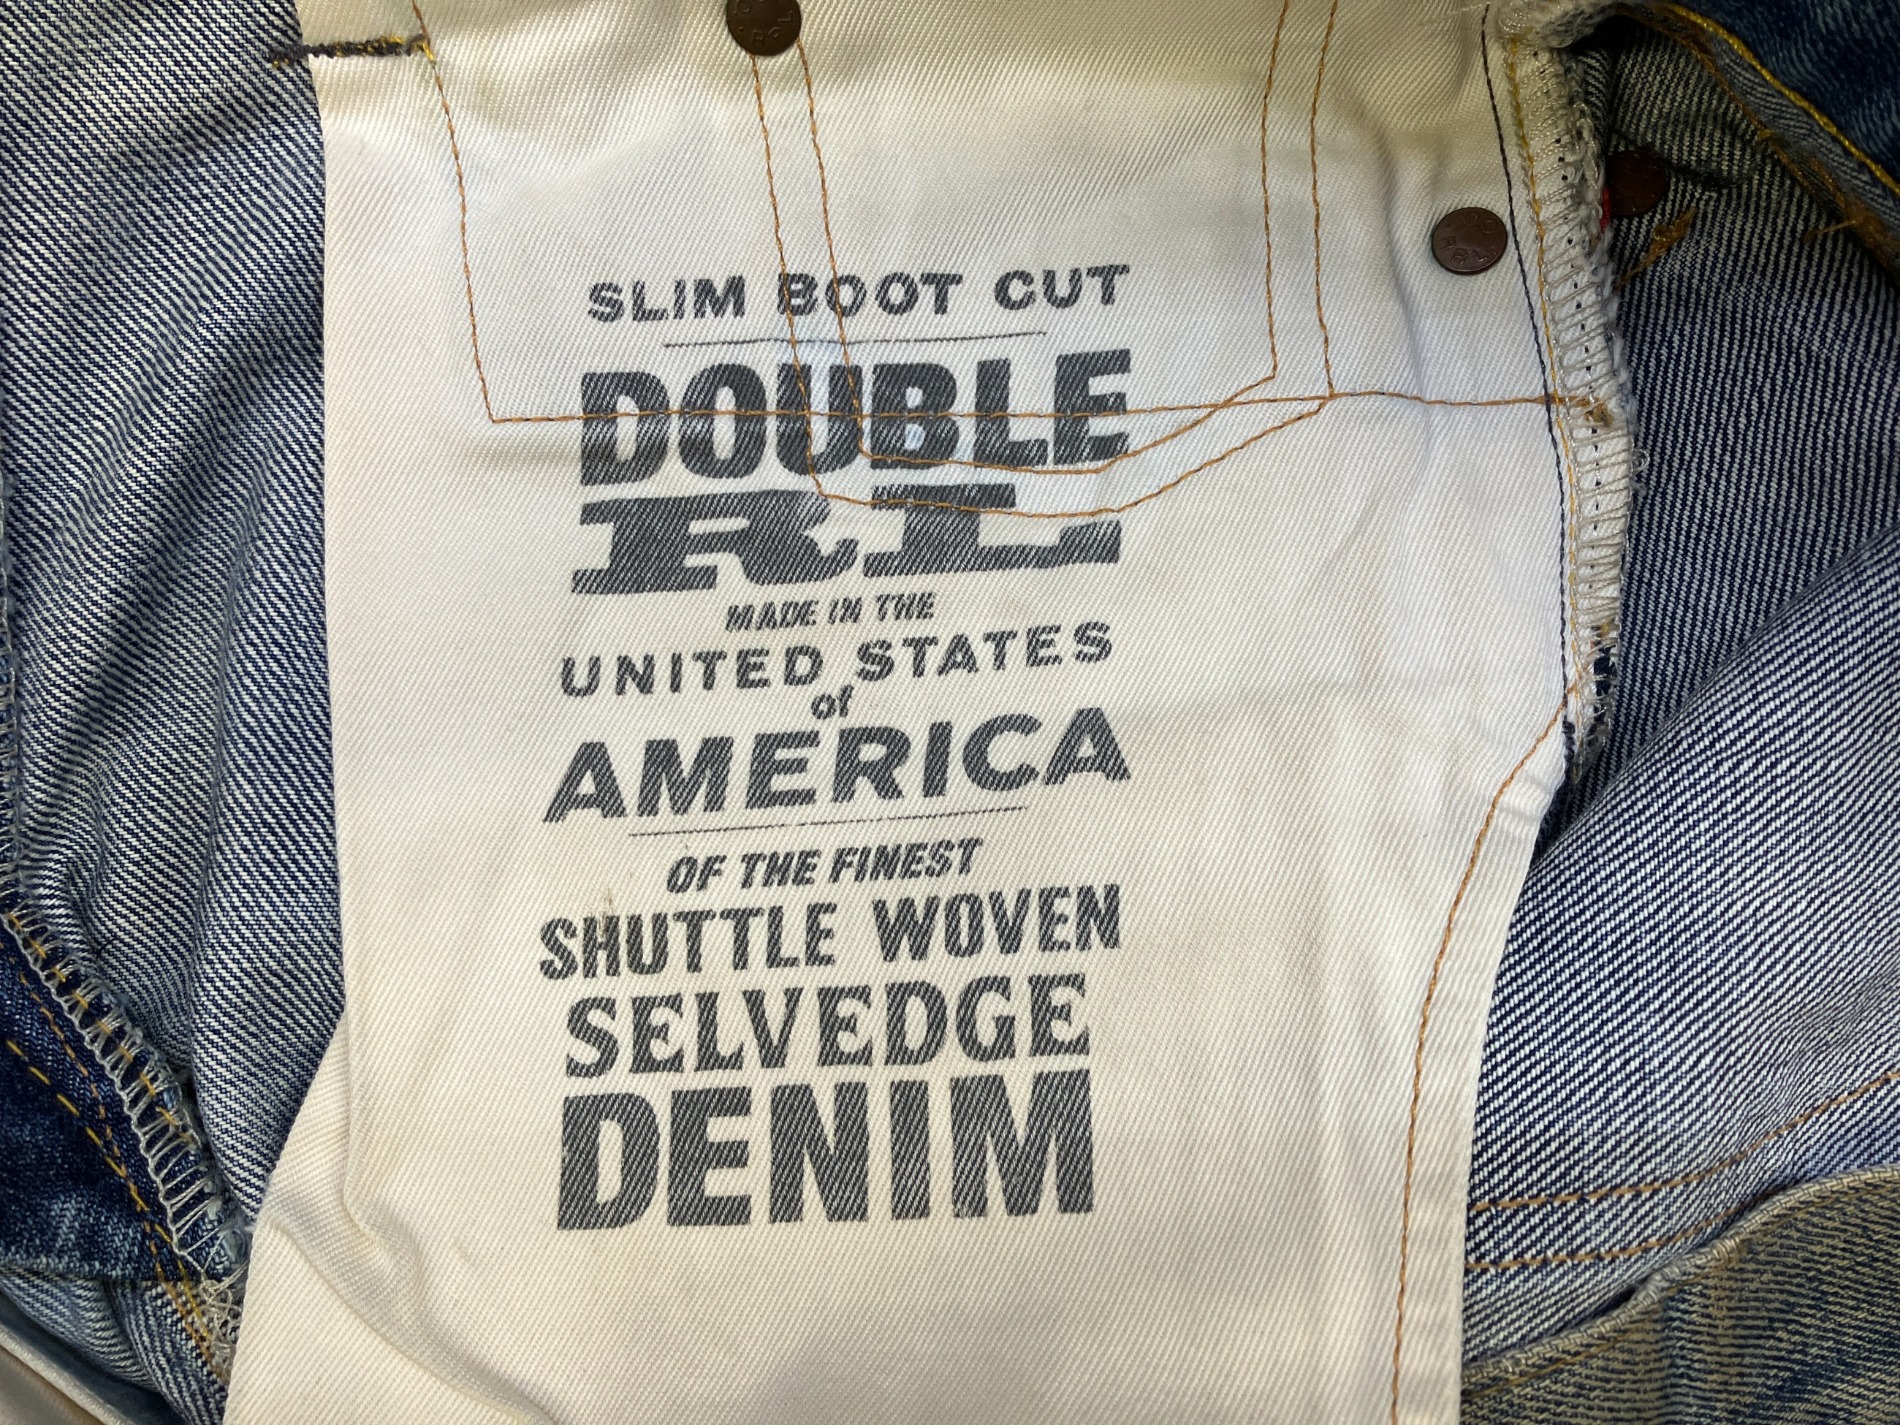 RRL
SLIM BOOT CUT
DOUBLE
RL
MADE IN THE
UNITED STATES
of
AMERICA
OF THE FINEST
SHUTTLE WOVEN
SELVEDGE
DENIM